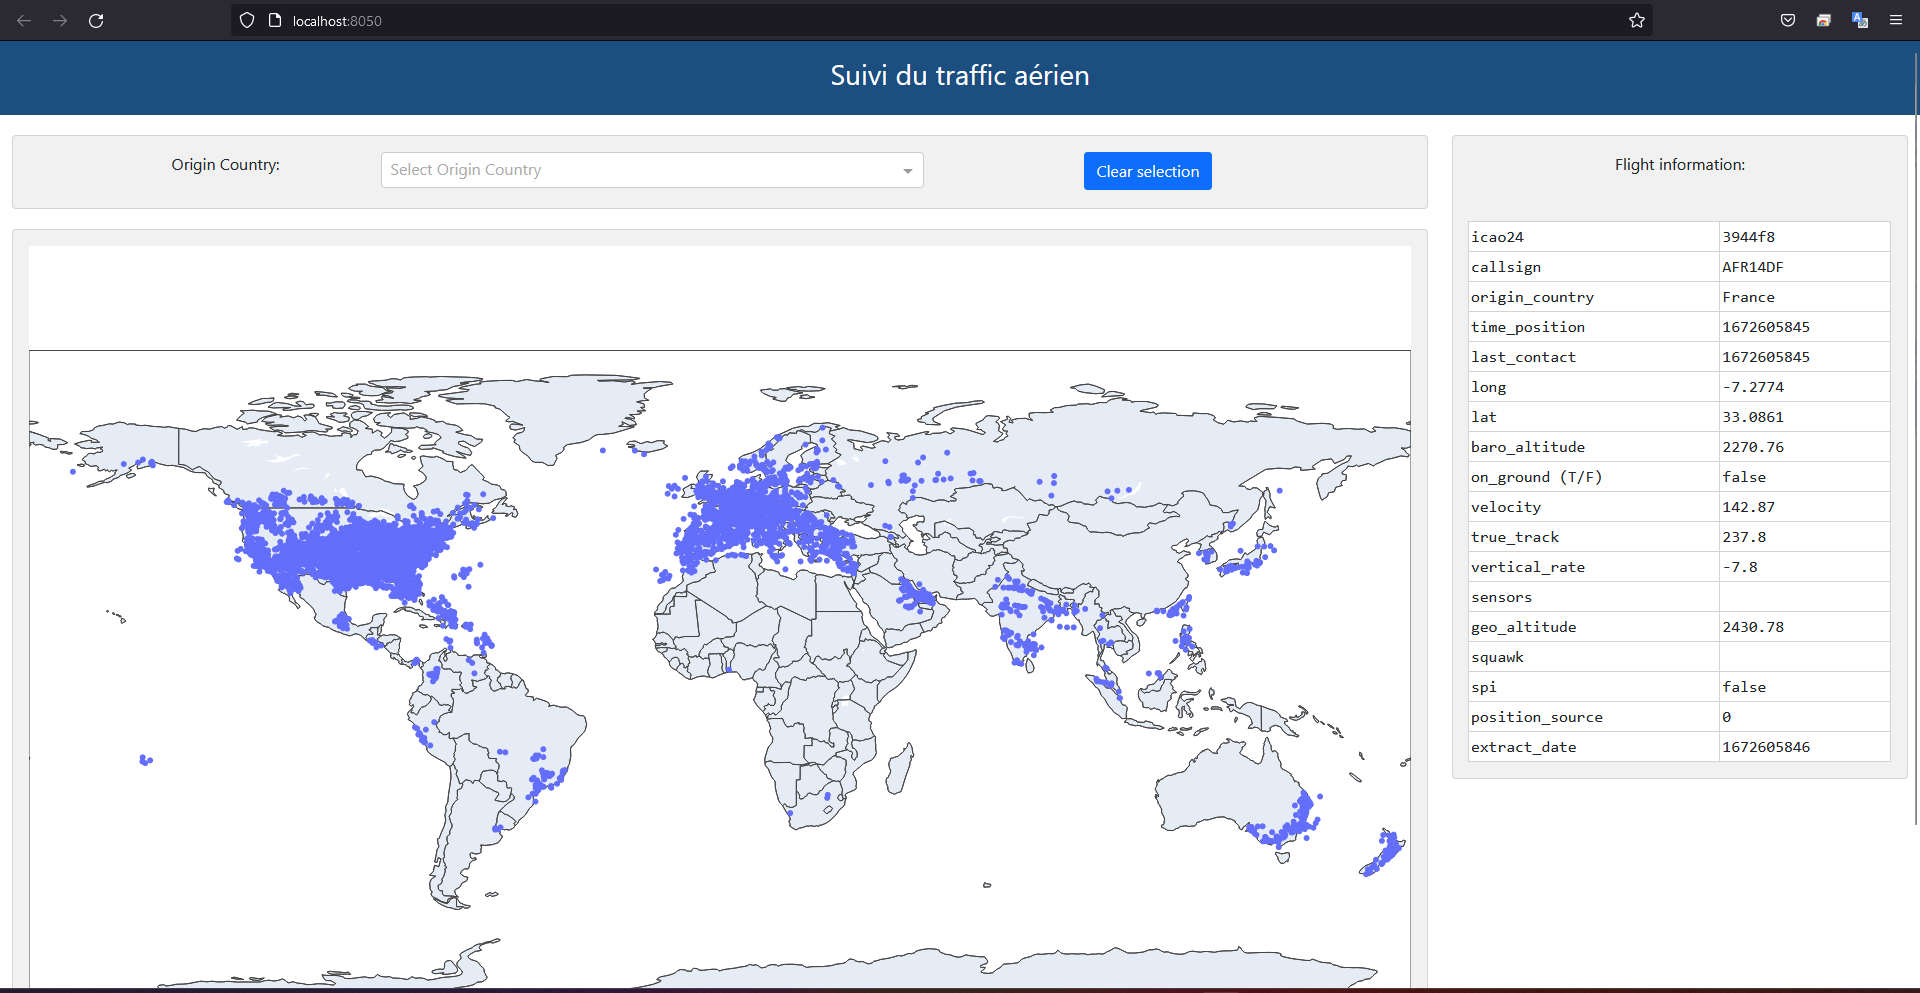 localhost:8050
Suivi du traffic aérien
Origin Country:
Select Origin Country
Clear selection
Flight information:
icao24 3944f8
callsign AFR14DF
origin_country France
time_position 1672605845
last_contact 1672605845
long -7.2774
lat 33.0861
baro_altitude 2270.76
on_ground (T/F) false
velocity 142.87
true_track 237.8
vertical_rate -7.8
sensors
geo_altitude 2430.78
squawk
spi false
position_source 0
extract_date 1672605846